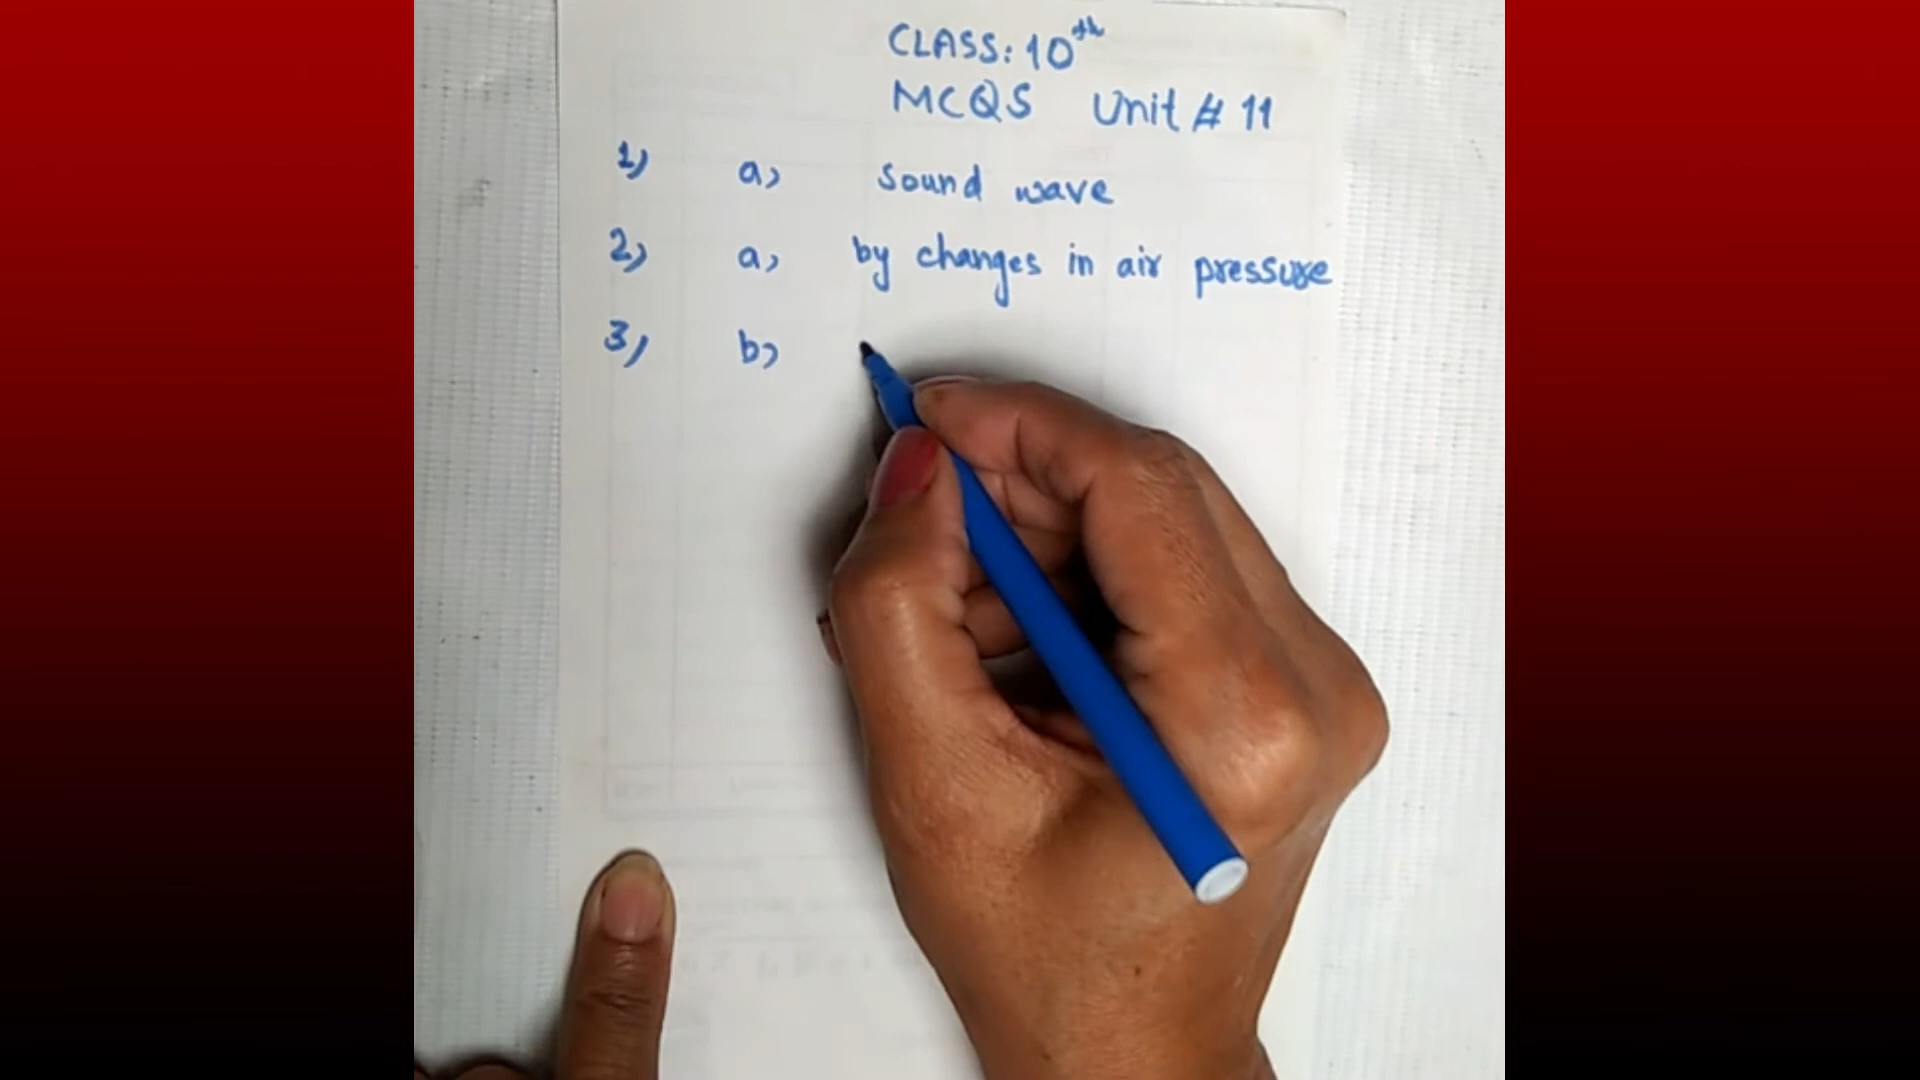 CLASS: 10th
MCQS Unit # 11
1) a) Sound wave
2) a) by changes in air pressure
3) b)